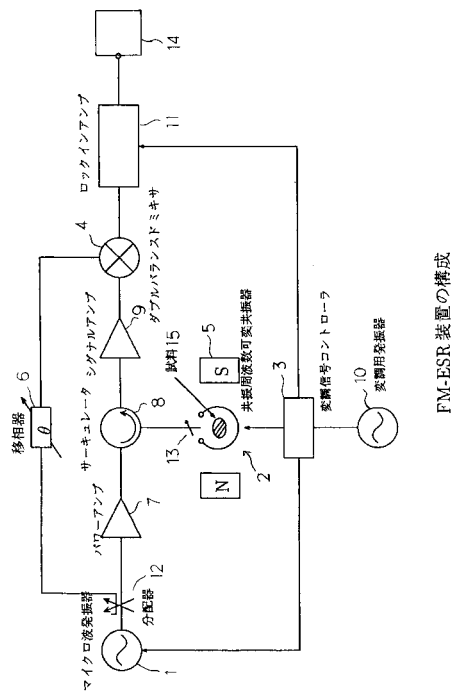 マイクロ波発振器
1
分配器
12
パワーアンプ
7
移相器
6
θ
サーキュレータ
8
シグナルアンプ
9
4
ダブルバランスドミキサ
ロックインアンプ
11
14
13
試料15
N
S
5
2
共振周波数可変共振器
3
変調信号コントローラ
10
変調用発振器
FM-ESR 装置の構成